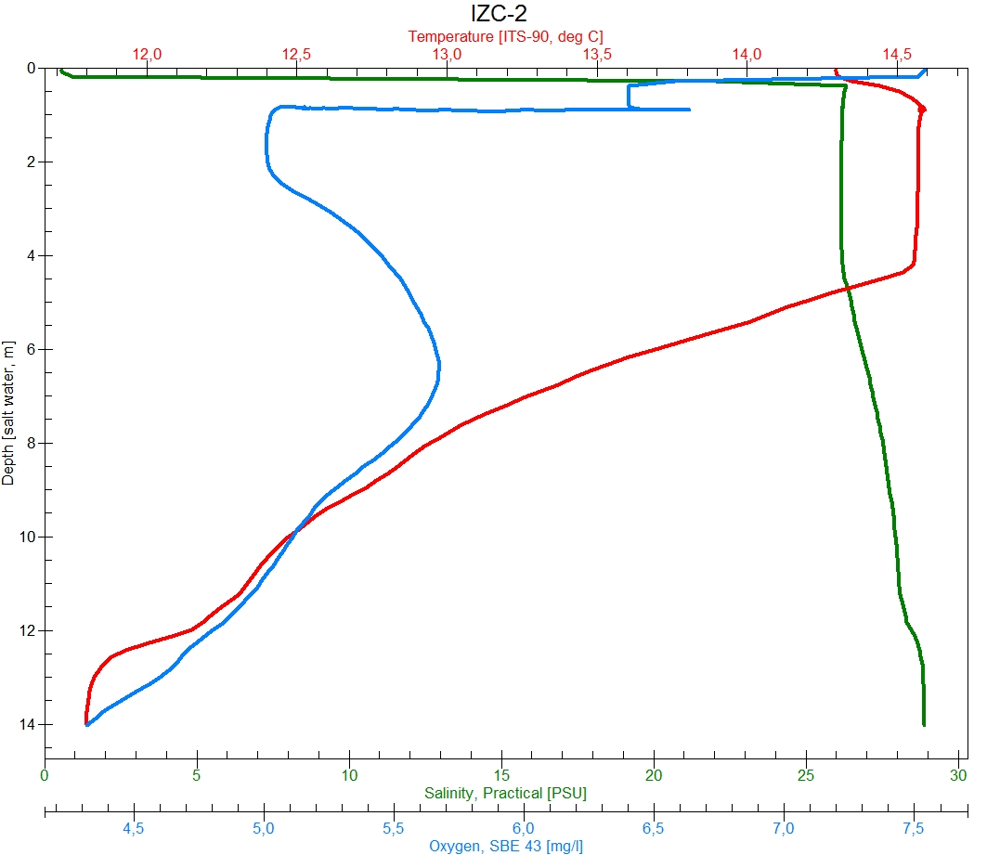 IZC-2
Temperature [ITS-90, deg C]
12,0 12,5 13,0 13,5 14,0 14,5
0
2
4
6
8
10
12
14
Depth [salt water, m]
0 5 10 15 20 25 30
Salinity, Practical [PSU]
4,5 5,0 5,5 6,0 6,5 7,0 7,5
Oxygen, SBE 43 [mg/l]